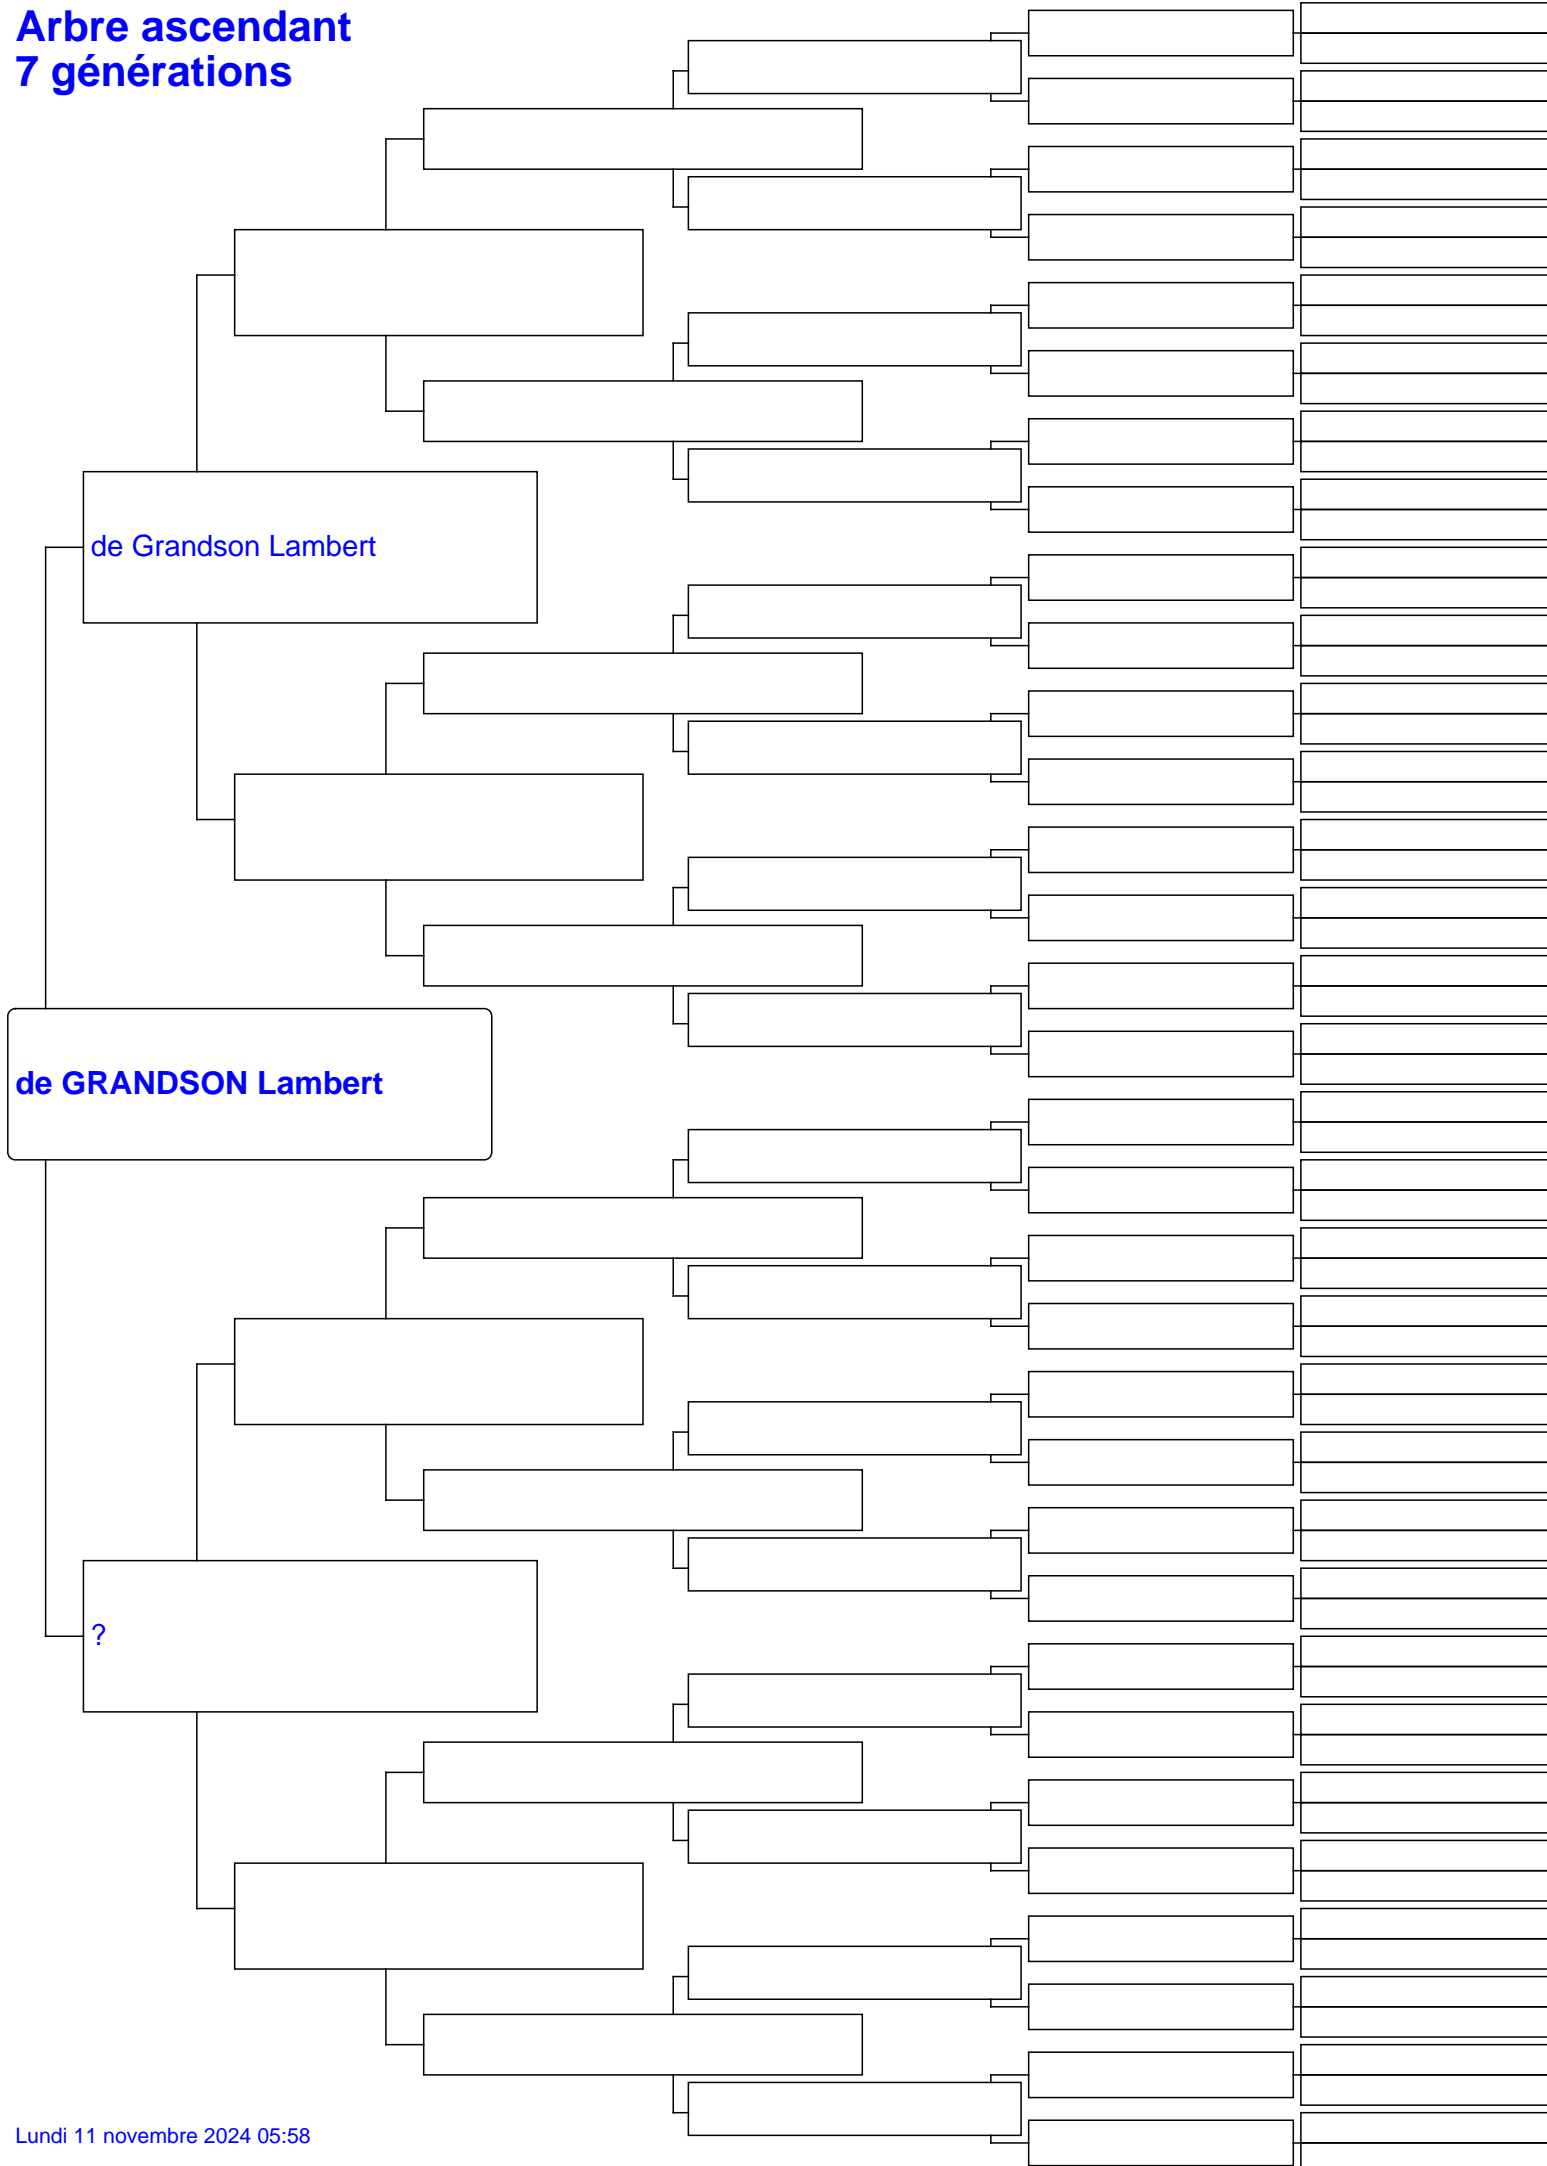 Arbre ascendant
7 générations
de Grandson Lambert
de GRANDSON Lambert
?
Lundi 11 novembre 2024 05:58